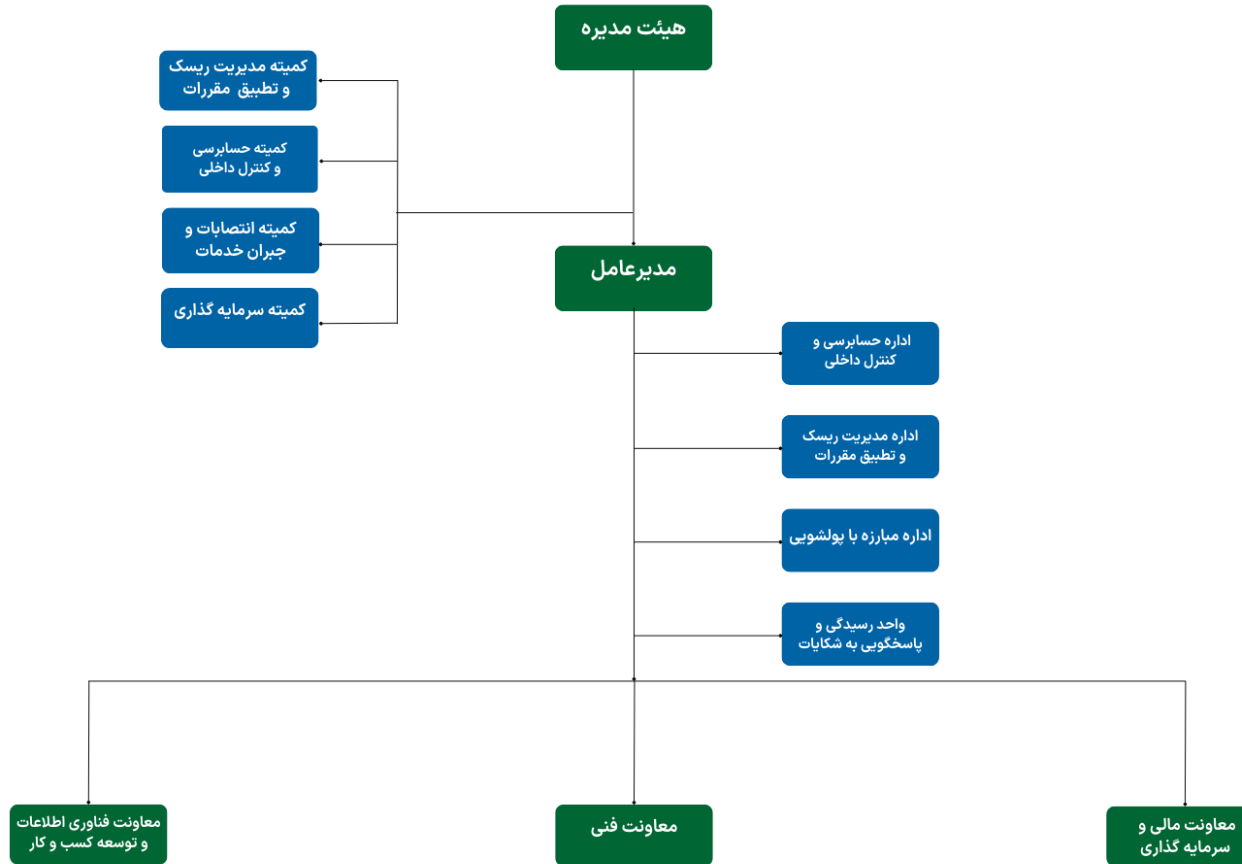 هیئت مدیره
کمیته مدیریت ریسک
و تطبیق مقررات
کمیته حسابرسی
و کنترل داخلی
کمیته انتصابات و
جبران خدمات
کمیته سرمایه گذاری
مدیرعامل
اداره حسابرسی و
کنترل داخلی
اداره مدیریت ریسک
و تطبیق مقررات
اداره مبارزه با پولشویی
واحد رسیدگی و
پاسخگویی به شکایات
معاونت مالی و
سرمایه گذاری
معاونت فنی
معاونت فناوری اطلاعات
و توسعه کسب و کار